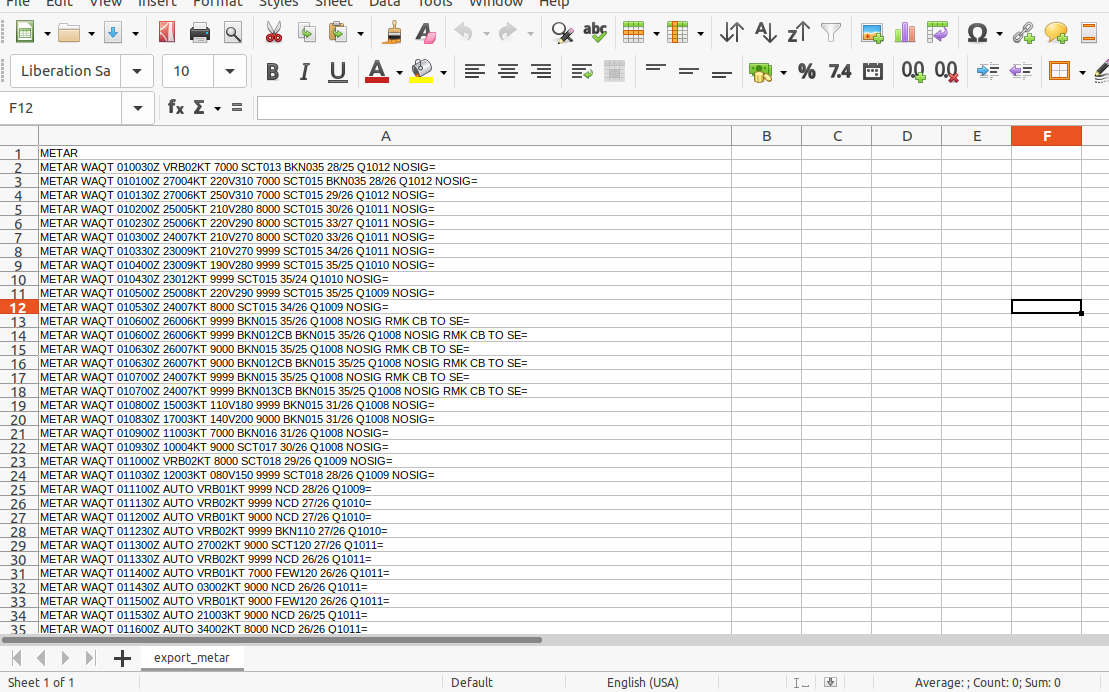 File Edit View Insert Format Styles Sheet Data Tools Window Help
Liberation Sa 10 B I U A % 7.4 0.0 0.0
F12 fx Σ =
A B C D E F
1 METAR
2 METAR WAQT 010030Z VRB02KT 7000 SCT013 BKN035 28/25 Q1012 NOSIG=
3 METAR WAQT 010100Z 27004KT 220V310 7000 SCT015 BKN035 28/26 Q1012 NOSIG=
4 METAR WAQT 010130Z 27006KT 250V310 7000 SCT015 29/26 Q1012 NOSIG=
5 METAR WAQT 010200Z 25005KT 210V280 8000 SCT015 30/26 Q1011 NOSIG=
6 METAR WAQT 010230Z 25006KT 220V290 8000 SCT015 33/27 Q1011 NOSIG=
7 METAR WAQT 010300Z 24007KT 210V270 8000 SCT020 33/26 Q1011 NOSIG=
8 METAR WAQT 010330Z 23009KT 210V270 9999 SCT015 34/26 Q1011 NOSIG=
9 METAR WAQT 010400Z 23009KT 190V280 9999 SCT015 35/25 Q1010 NOSIG=
10 METAR WAQT 010430Z 23012KT 9999 SCT015 35/24 Q1010 NOSIG=
11 METAR WAQT 010500Z 25008KT 220V290 9999 SCT015 35/25 Q1009 NOSIG=
12 METAR WAQT 010530Z 24007KT 8000 SCT015 34/26 Q1009 NOSIG=
13 METAR WAQT 010600Z 26006KT 9999 BKN015 35/26 Q1008 NOSIG RMK CB TO SE=
14 METAR WAQT 010600Z 26006KT 9999 BKN012CB BKN015 35/26 Q1008 NOSIG RMK CB TO SE=
15 METAR WAQT 010630Z 26007KT 9000 BKN015 35/25 Q1008 NOSIG RMK CB TO SE=
16 METAR WAQT 010630Z 26007KT 9000 BKN012CB BKN015 35/25 Q1008 NOSIG RMK CB TO SE=
17 METAR WAQT 010700Z 24007KT 9999 BKN015 35/25 Q1008 NOSIG RMK CB TO SE=
18 METAR WAQT 010700Z 24007KT 9999 BKN013CB BKN015 35/25 Q1008 NOSIG RMK CB TO SE=
19 METAR WAQT 010800Z 15003KT 110V180 9999 BKN015 31/26 Q1008 NOSIG=
20 METAR WAQT 010830Z 17003KT 140V200 9000 BKN015 31/26 Q1008 NOSIG=
21 METAR WAQT 010900Z 11003KT 7000 BKN016 31/26 Q1008 NOSIG=
22 METAR WAQT 010930Z 10004KT 9000 SCT017 30/26 Q1008 NOSIG=
23 METAR WAQT 011000Z VRB02KT 8000 SCT018 29/26 Q1009 NOSIG=
24 METAR WAQT 011030Z 12003KT 080V150 9999 SCT018 28/26 Q1009 NOSIG=
25 METAR WAQT 011100Z AUTO VRB01KT 9999 NCD 28/26 Q1009=
26 METAR WAQT 011130Z AUTO VRB02KT 9999 NCD 27/26 Q1010=
27 METAR WAQT 011200Z AUTO VRB01KT 9000 NCD 27/26 Q1010=
28 METAR WAQT 011230Z AUTO VRB02KT 9999 BKN110 27/26 Q1010=
29 METAR WAQT 011300Z AUTO 27002KT 9000 SCT120 27/26 Q1011=
30 METAR WAQT 011330Z AUTO VRB02KT 9999 NCD 26/26 Q1011=
31 METAR WAQT 011400Z AUTO VRB01KT 7000 FEW120 26/26 Q1011=
32 METAR WAQT 011430Z AUTO 03002KT 9000 NCD 26/26 Q1011=
33 METAR WAQT 011500Z AUTO VRB01KT 9000 FEW120 26/26 Q1011=
34 METAR WAQT 011530Z AUTO 21003KT 9000 NCD 26/25 Q1011=
35 METAR WAQT 011600Z AUTO 34002KT 8000 NCD 26/26 Q1011=
export_metar
Sheet 1 of 1 Default English (USA) Average: ; Count: 0; Sum: 0